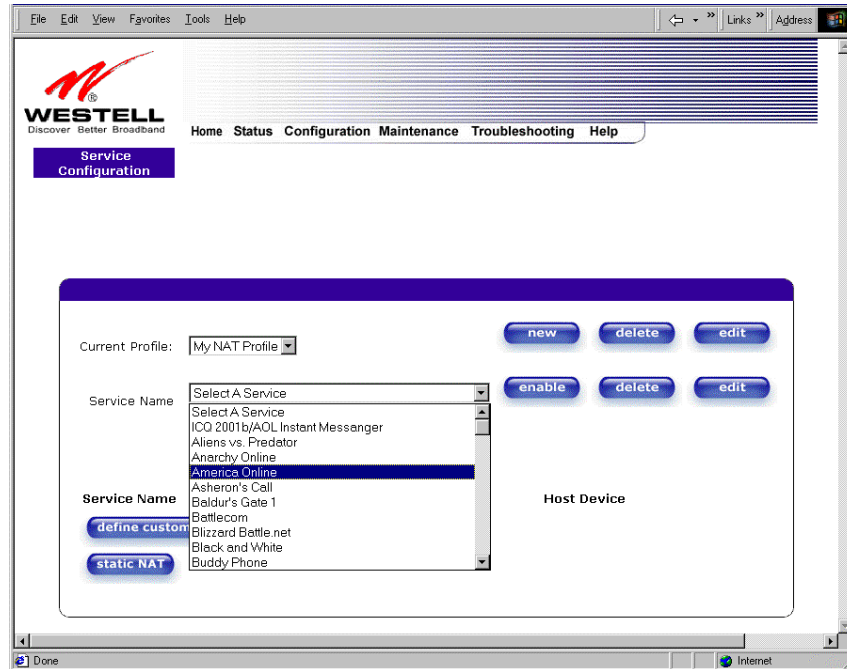 File Edit View Favorites Tools Help
Links Address
WESTELL
Discover Better Broadband
Home Status Configuration Maintenance Troubleshooting Help
Service
Configuration
Current Profile: My NAT Profile new delete edit
Service Name Select A Service enable delete edit
Select A Service
ICQ 2001b/AOL Instant Messanger
Aliens vs. Predator
Anarchy Online
America Online
Asheron's Call
Baldur's Gate 1
Battlecom
Blizzard Battle.net
Black and White
Buddy Phone
Service Name Host Device
define custom
static NAT
Done Internet